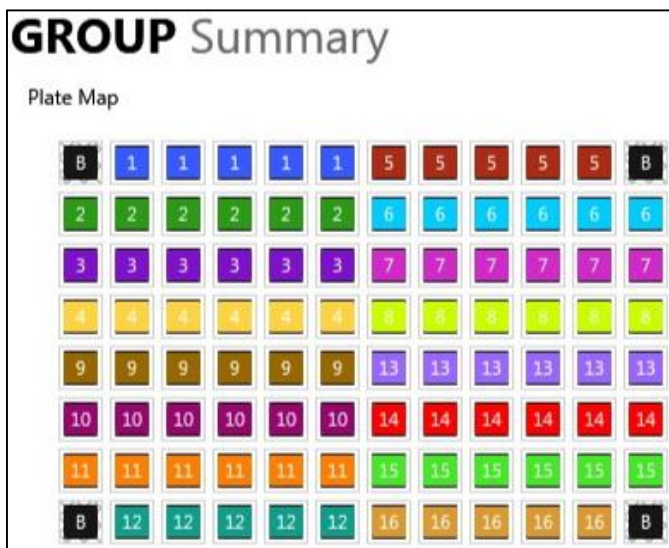 GROUP Summary
Plate Map
B 1 1 1 1 1 5 5 5 5 5 B
2 2 2 2 2 2 6 6 6 6 6 6
3 3 3 3 3 3 7 7 7 7 7 7
4 4 4 4 4 4 8 8 8 8 8 8
9 9 9 9 9 9 13 13 13 13 13 13
10 10 10 10 10 10 14 14 14 14 14 14
11 11 11 11 11 11 15 15 15 15 15 15
B 12 12 12 12 12 16 16 16 16 16 B